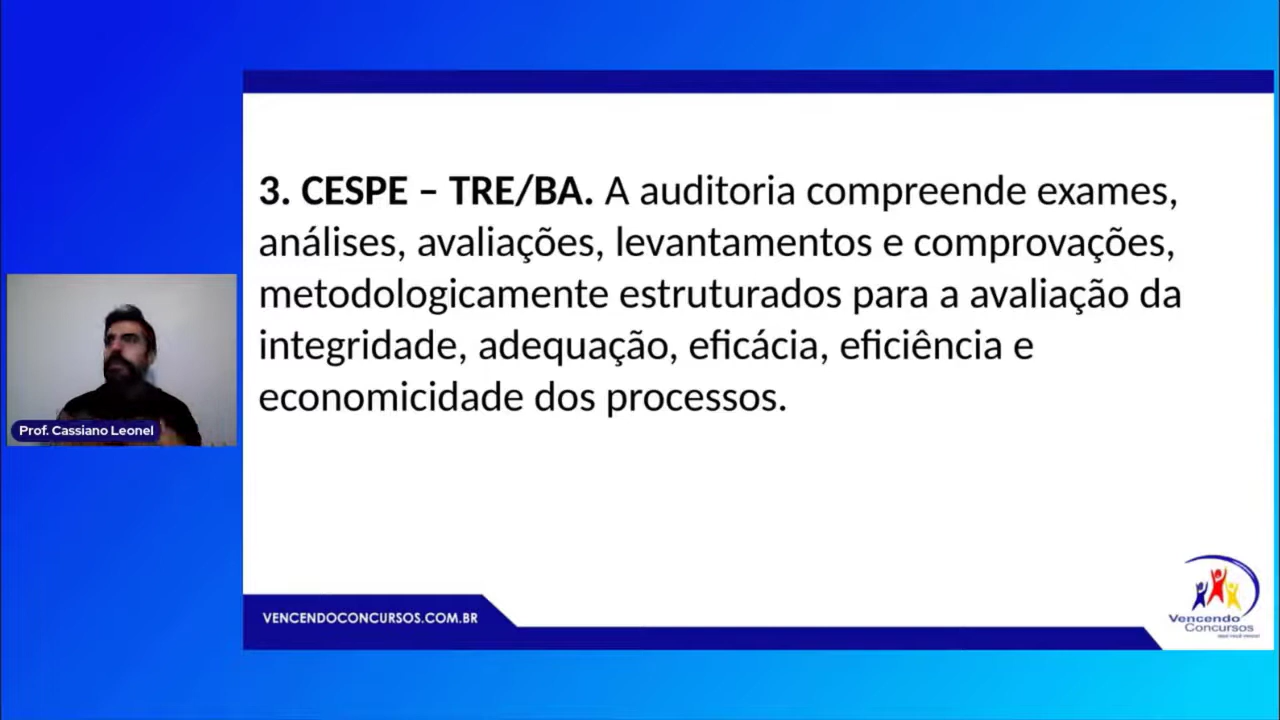 3. CESPE – TRE/BA. A auditoria compreende exames,
análises, avaliações, levantamentos e comprovações,
metodologicamente estruturados para a avaliação da
integridade, adequação, eficácia, eficiência e
economicidade dos processos.
Prof. Cassiano Leonel
VENCENDOCONCURSOS.COM.BR
Vencendo
Concursos